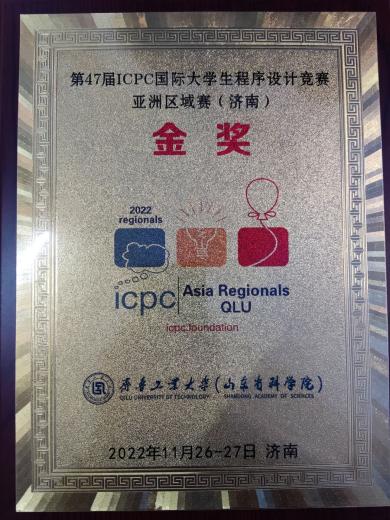 第47届ICPC国际大学生程序设计竞赛
亚洲区域赛（济南）
金奖
2022
regionals
icpc
Asia Regionals
QLU
icpc.foundation
齐鲁工业大学(山东省科学院)
QILU UNIVERSITY OF TECHNOLOGY SHANDONG ACADEMY OF SCIENCES
2022年11月26-27日 济南